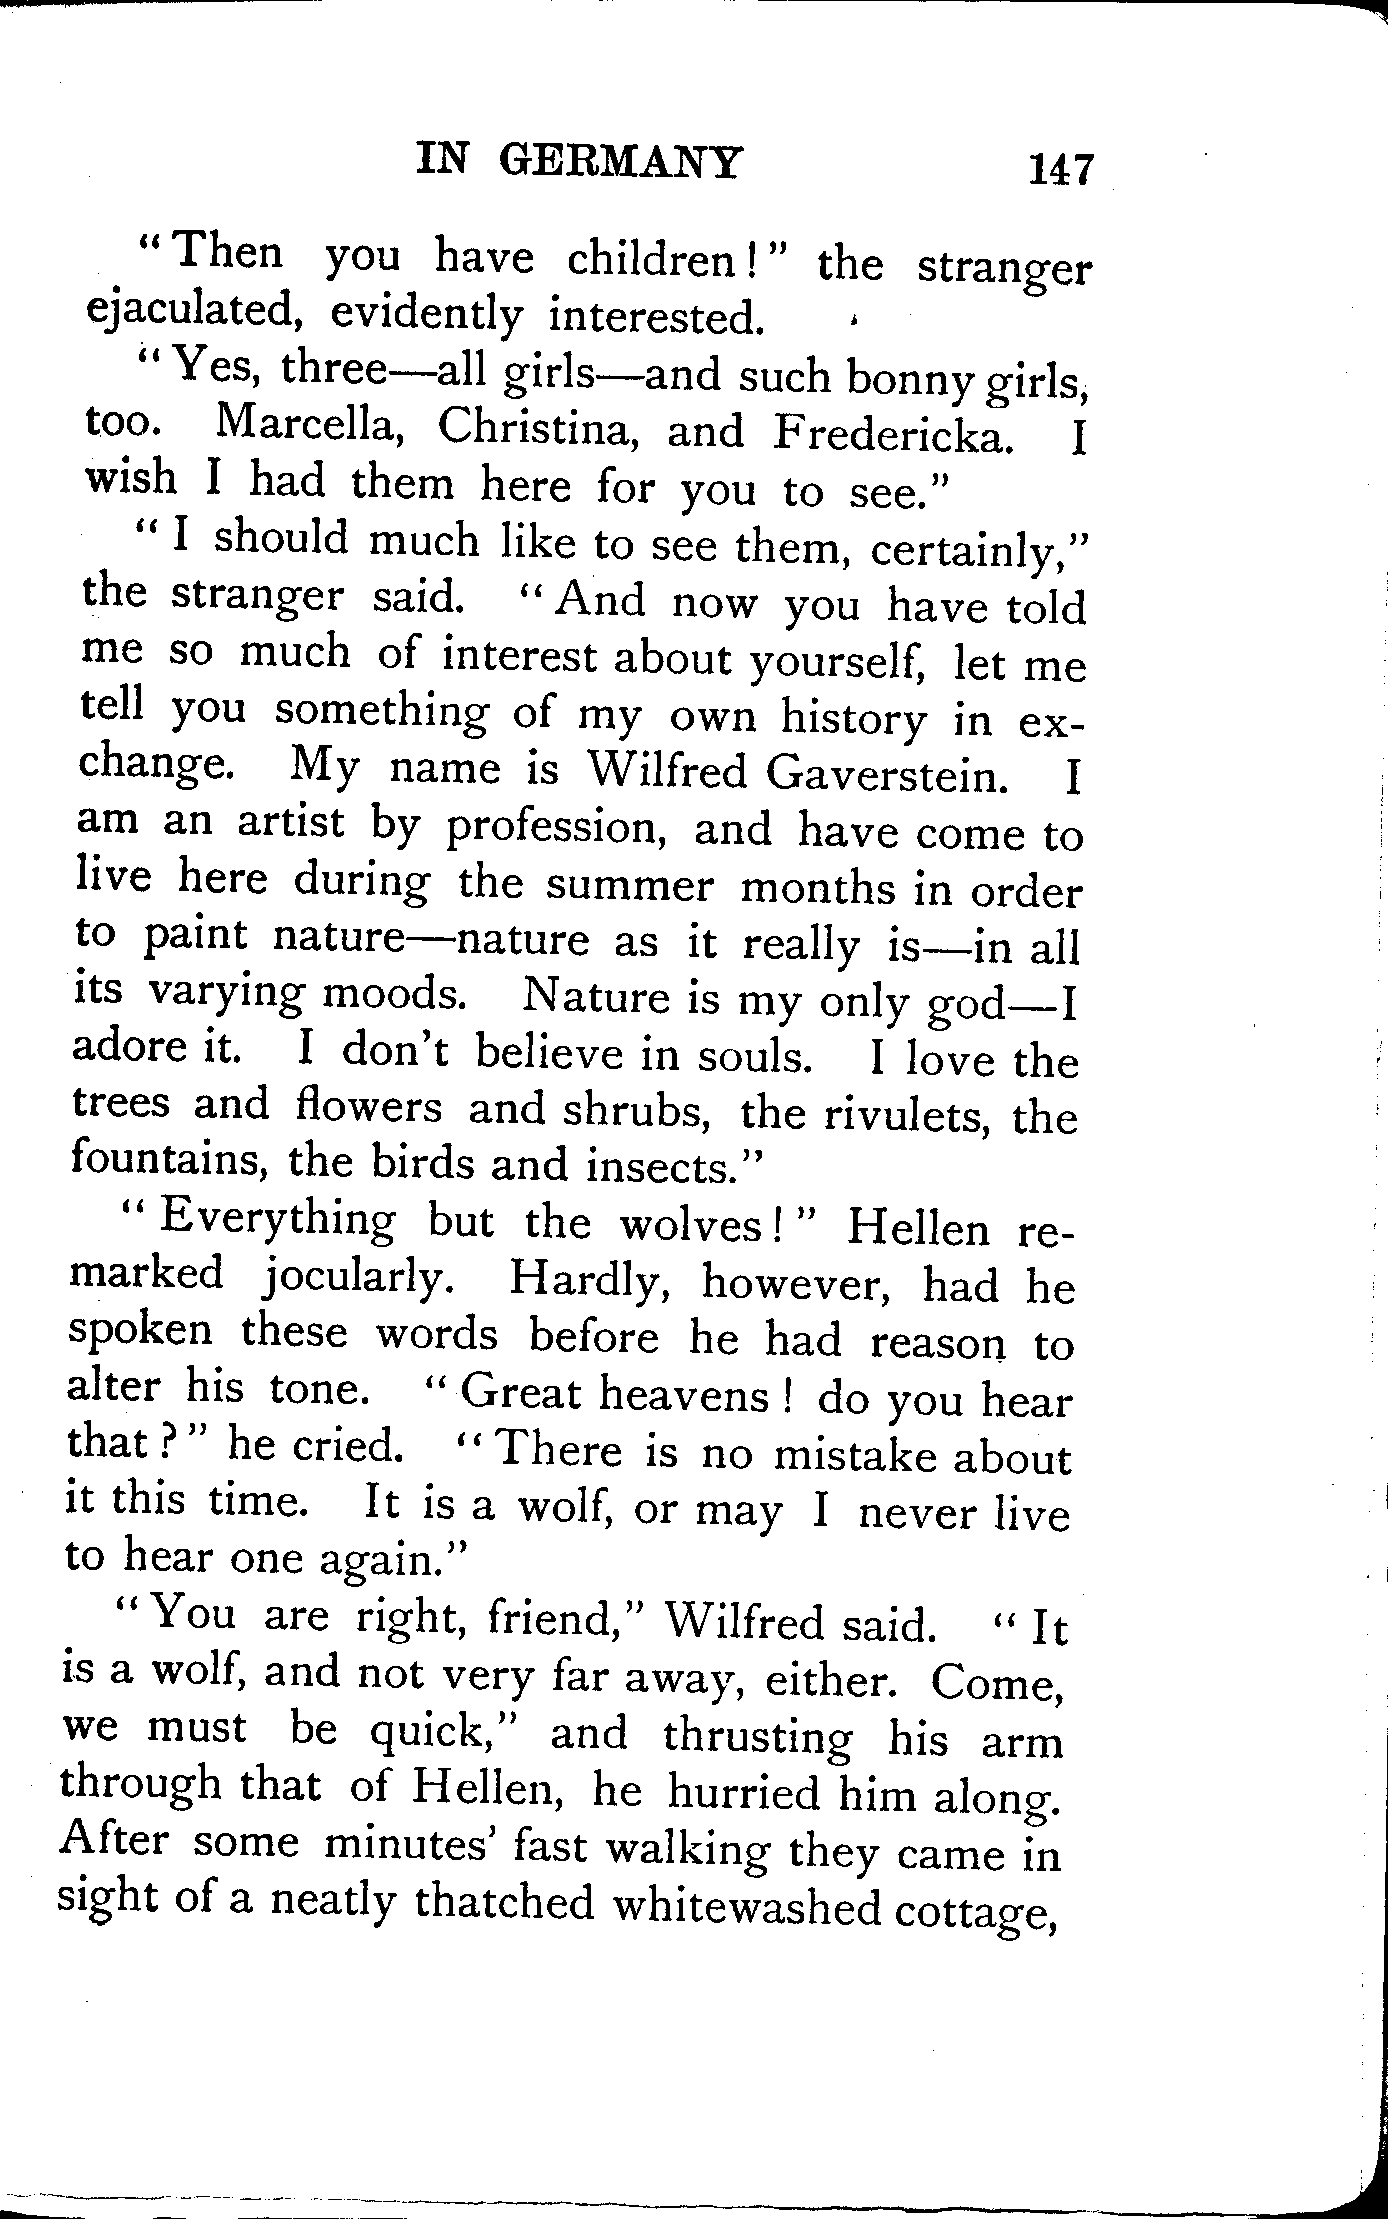 IN GERMANY 147
“Then you have children!” the stranger
ejaculated, evidently interested.
“Yes, three—all girls—and such bonny girls,
too. Marcella, Christina, and Fredericka. I
wish I had them here for you to see.”
“I should much like to see them, certainly,”
the stranger said. “And now you have told
me so much of interest about yourself, let me
tell you something of my own history in ex-
change. My name is Wilfred Gaverstein. I
am an artist by profession, and have come to
live here during the summer months in order
to paint nature—nature as it really is—in all
its varying moods. Nature is my only god—I
adore it. I don’t believe in souls. I love the
trees and flowers and shrubs, the rivulets, the
fountains, the birds and insects.”
“Everything but the wolves!” Hellen re-
marked jocularly. Hardly, however, had he
spoken these words before he had reason to
alter his tone. “Great heavens! do you hear
that?” he cried. “There is no mistake about
it this time. It is a wolf, or may I never live
to hear one again.”
“You are right, friend,” Wilfred said. “It
is a wolf, and not very far away, either. Come,
we must be quick,” and thrusting his arm
through that of Hellen, he hurried him along.
After some minutes’ fast walking they came in
sight of a neatly thatched whitewashed cottage,